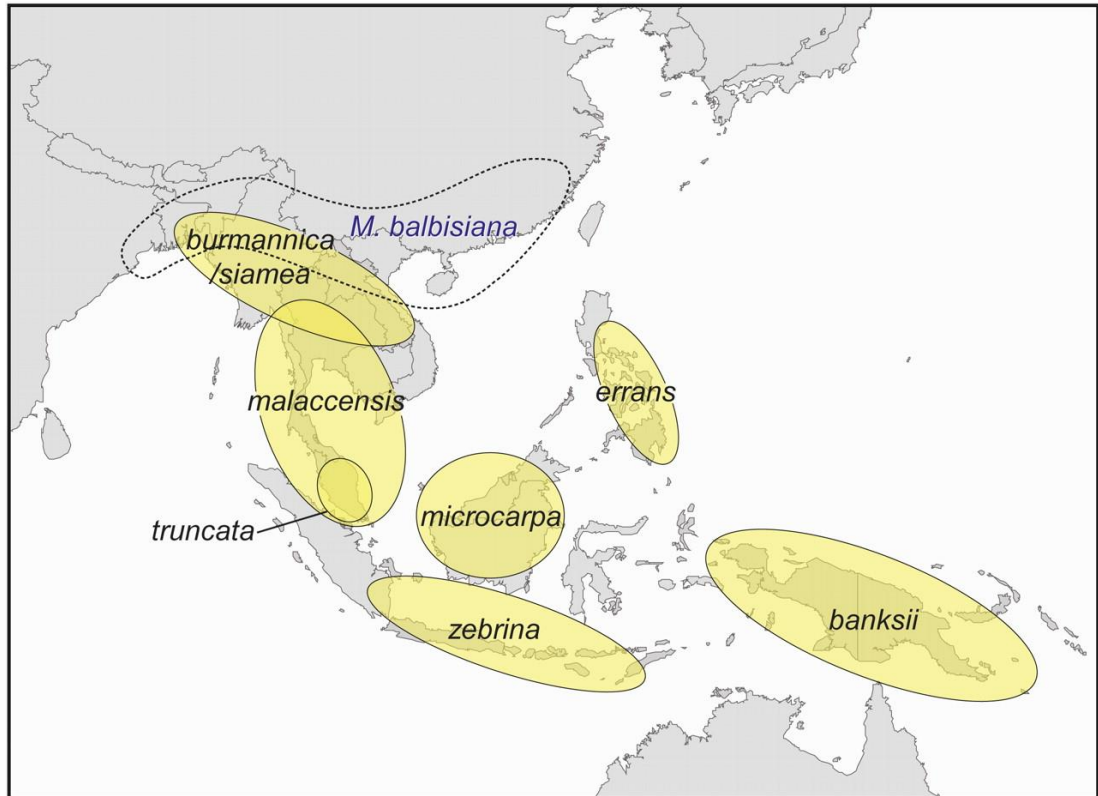 M. balbisiana
burmannica
/siamea
malaccensis
errans
truncata
microcarpa
zebrina
banksii